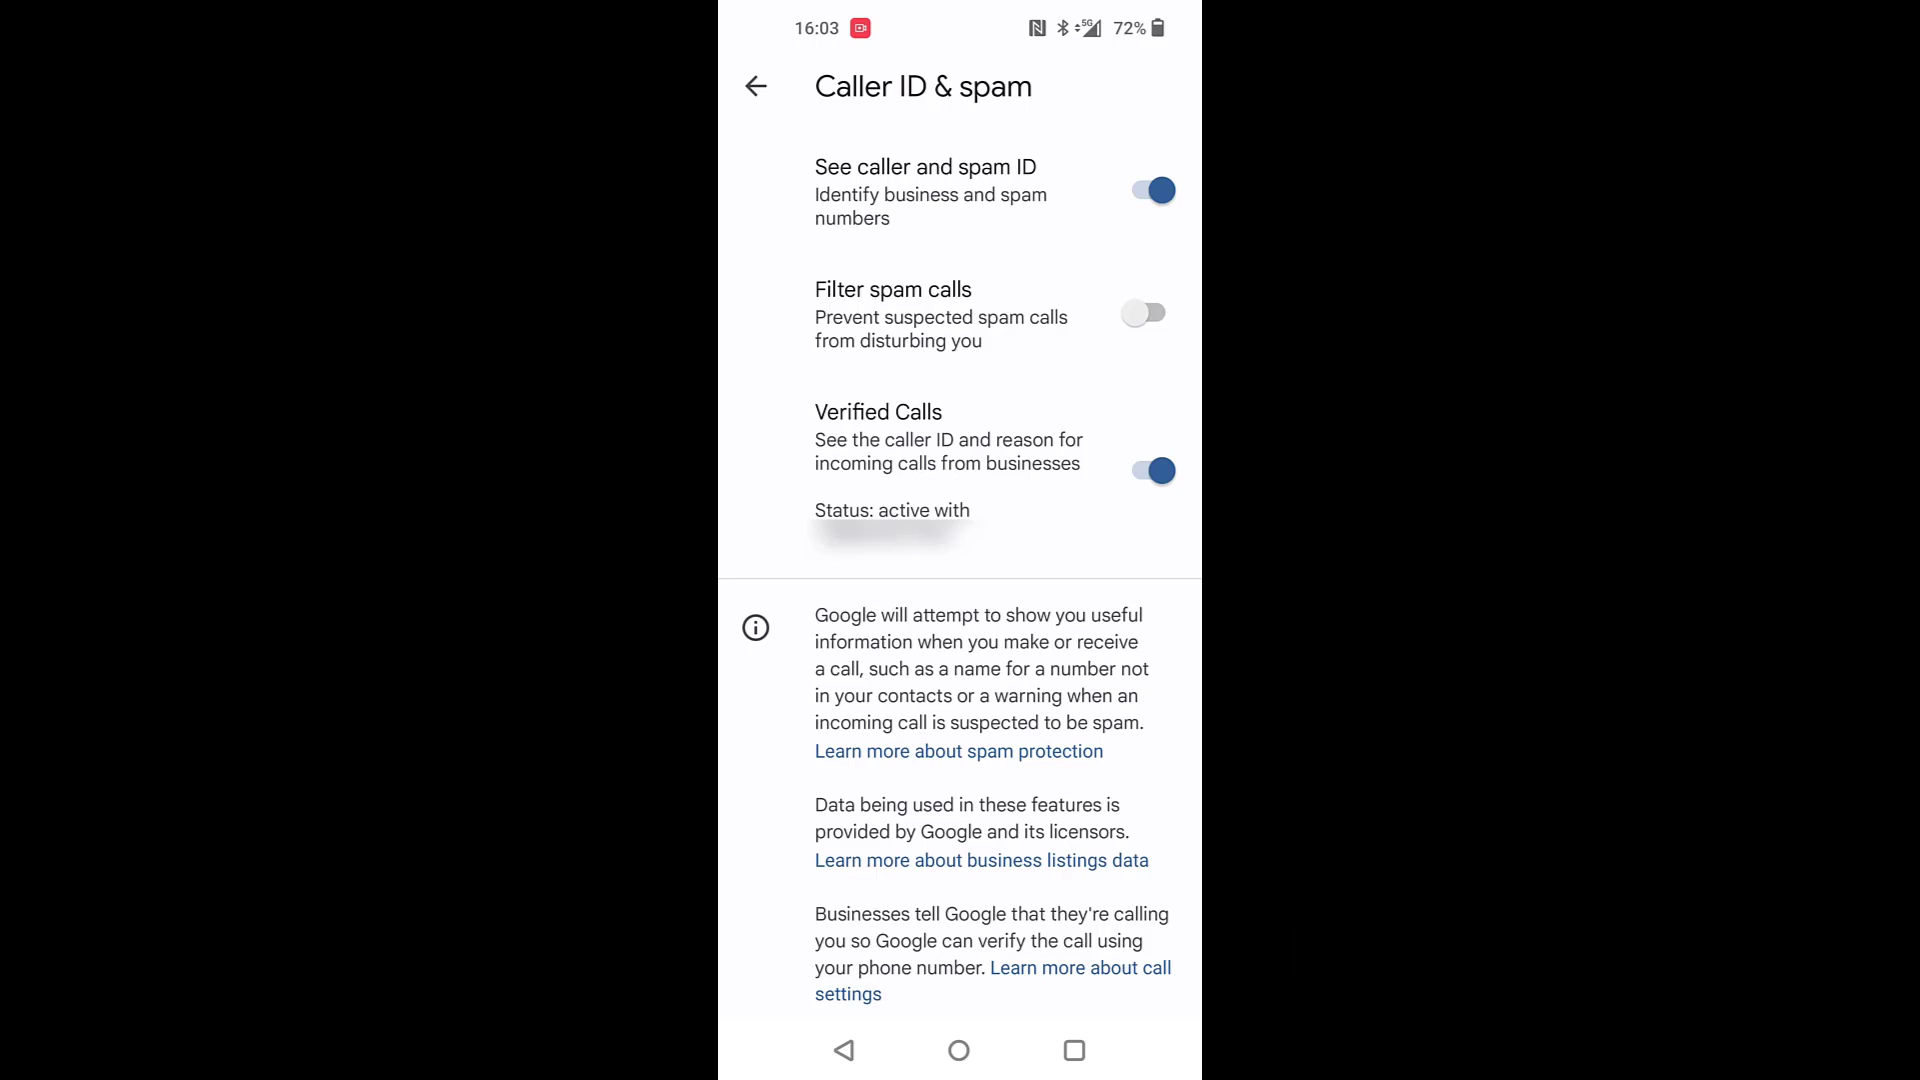 16:03
5G
72%
Caller ID & spam
See caller and spam ID
Identify business and spam
numbers
Filter spam calls
Prevent suspected spam calls
from disturbing you
Verified Calls
See the caller ID and reason for
incoming calls from businesses
Status: active with
Google will attempt to show you useful
information when you make or receive
a call, such as a name for a number not
in your contacts or a warning when an
incoming call is suspected to be spam.
Learn more about spam protection
Data being used in these features is
provided by Google and its licensors.
Learn more about business listings data
Businesses tell Google that they're calling
you so Google can verify the call using
your phone number. Learn more about call
settings